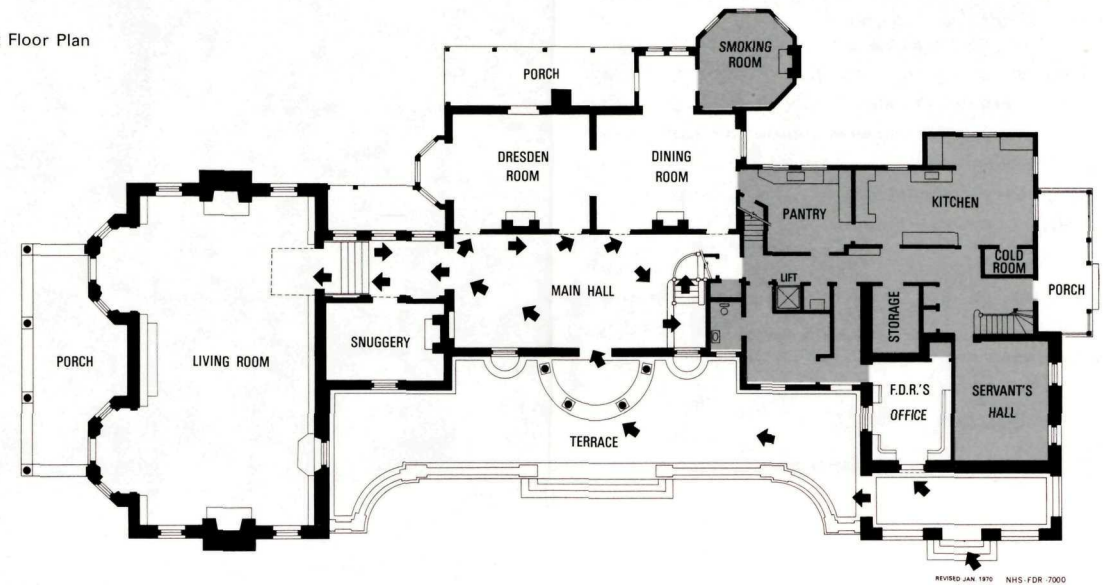 Floor Plan
SMOKING
ROOM
PORCH
DRESDEN
ROOM
DINING
ROOM
PANTRY
KITCHEN
COLD
ROOM
LIFT
MAIN HALL
STORAGE
PORCH
PORCH
LIVING ROOM
SNUGGERY
F.D.R.'S
OFFICE
SERVANT'S
HALL
TERRACE
REVISED JAN. 1970 NHS-FDR-7000